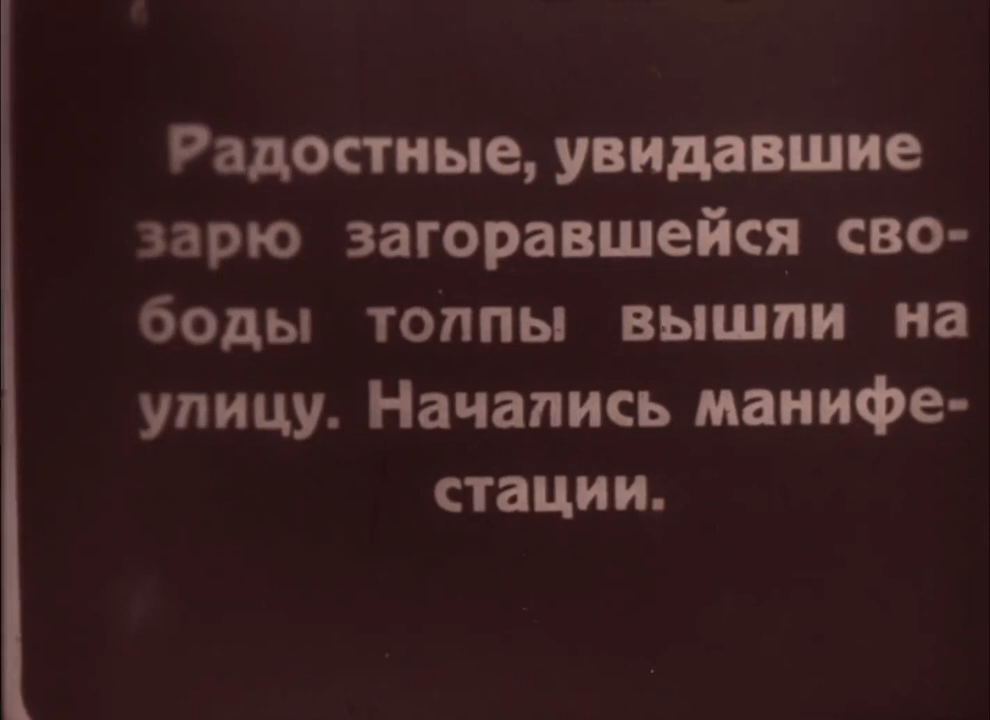 Радостные, увидавшие
зарю загоравшейся сво-
боды толпы вышли на
улицу. Начались манифе-
стации.